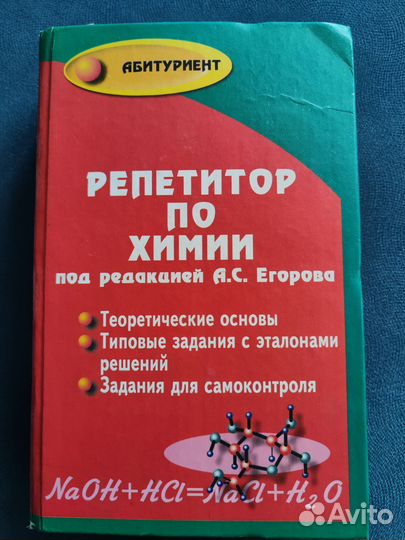 АБИТУРИЕНТ
РЕПЕТИТОР
ПО
ХИМИИ
под редакцией А.С. Егорова
Теоретические основы
Типовые задания с эталонами
решений
Задания для самоконтроля
NaOH+HCl=NaCl+H₂O
Avito